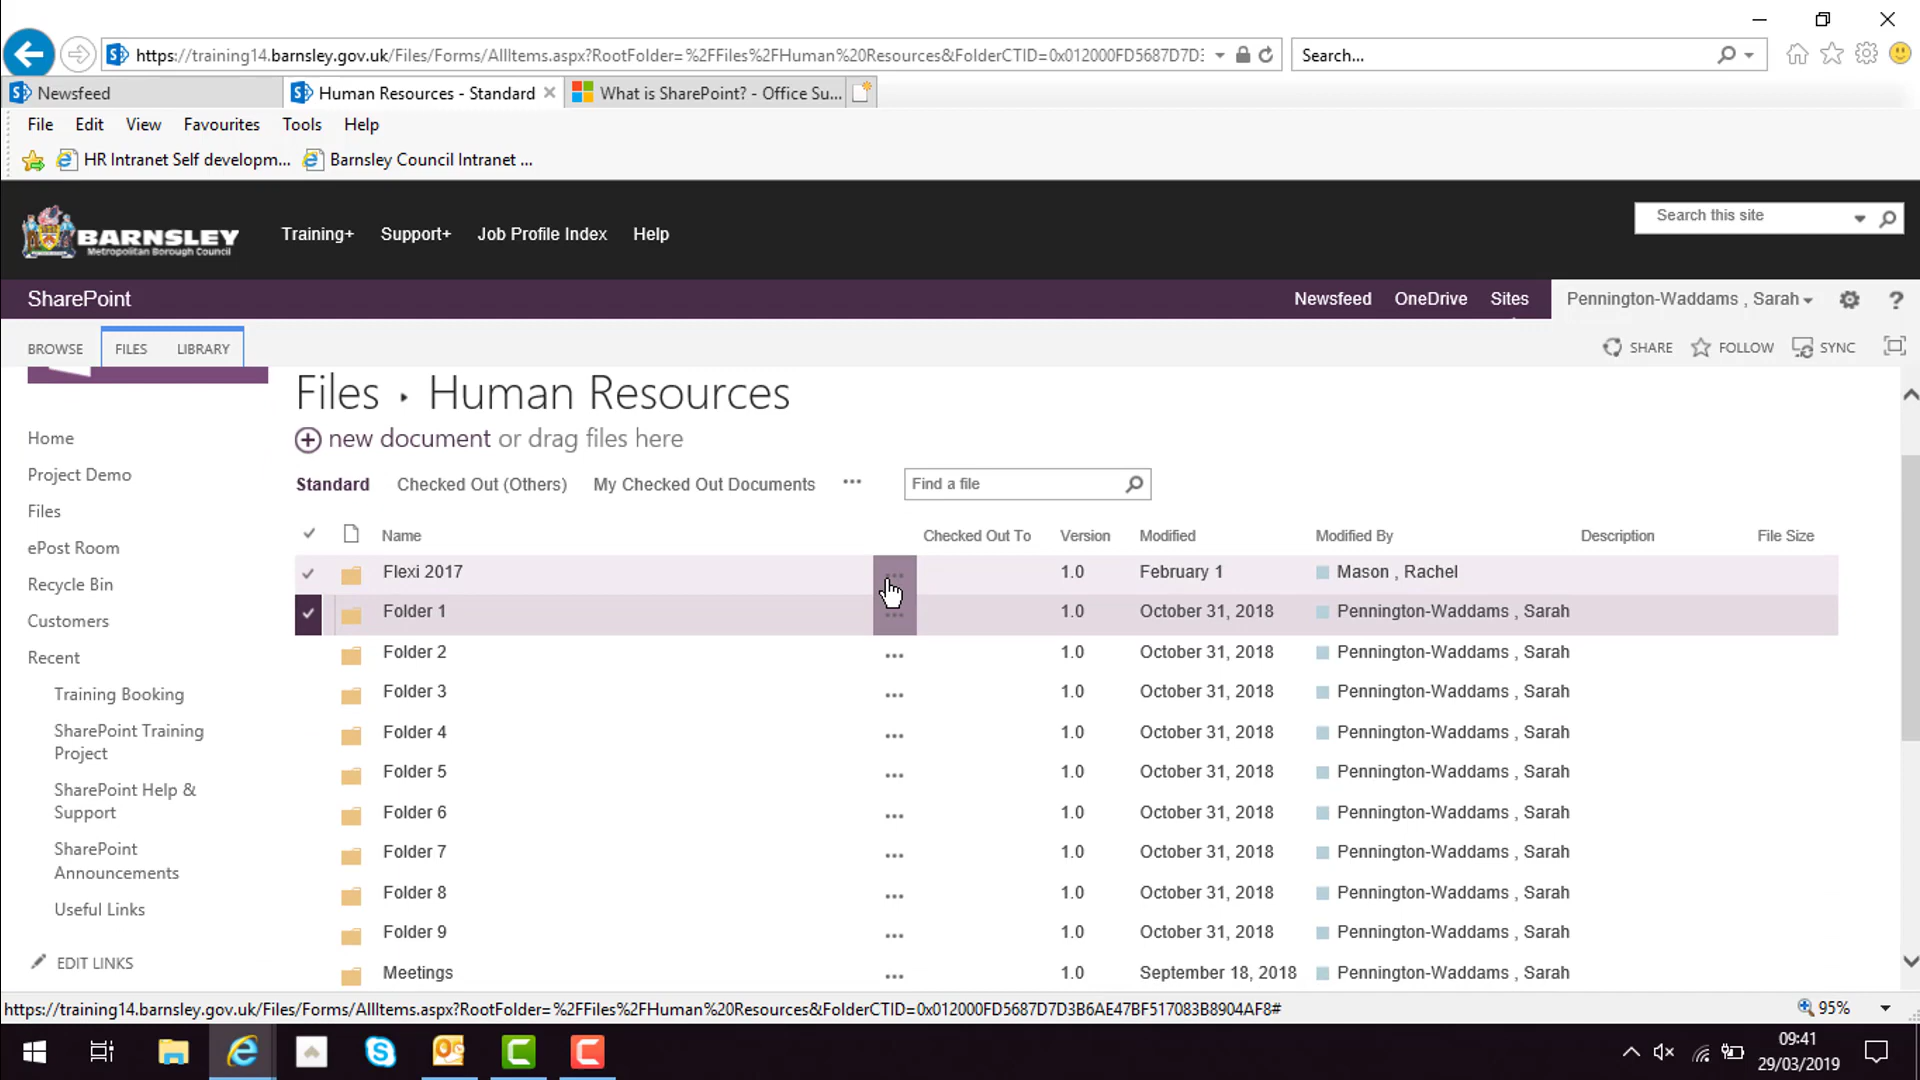 https://training14.barnsley.gov.uk/Files/Forms/AllItems.aspx?RootFolder=%2FFiles%2FHuman%20Resources&FolderCTID=0x012000FD5687D7D3
Search...
Newsfeed
Human Resources - Standard
What is SharePoint? - Office Su...
File Edit View Favourites Tools Help
HR Intranet Self developm...
Barnsley Council Intranet ...
BARNSLEY
Metropolitan Borough Council
Training+ Support+ Job Profile Index Help
Search this site
SharePoint
Newsfeed OneDrive Sites
Pennington-Waddams , Sarah
?
BROWSE FILES LIBRARY
SHARE FOLLOW SYNC
Files Human Resources
new document or drag files here
Standard Checked Out (Others) My Checked Out Documents ...
Find a file
Name Checked Out To Version Modified Modified By Description File Size
Flexi 2017 ... 1.0 February 1 Mason , Rachel
Folder 1 ... 1.0 October 31, 2018 Pennington-Waddams , Sarah
Folder 2 ... 1.0 October 31, 2018 Pennington-Waddams , Sarah
Folder 3 ... 1.0 October 31, 2018 Pennington-Waddams , Sarah
Folder 4 ... 1.0 October 31, 2018 Pennington-Waddams , Sarah
Folder 5 ... 1.0 October 31, 2018 Pennington-Waddams , Sarah
Folder 6 ... 1.0 October 31, 2018 Pennington-Waddams , Sarah
Folder 7 ... 1.0 October 31, 2018 Pennington-Waddams , Sarah
Folder 8 ... 1.0 October 31, 2018 Pennington-Waddams , Sarah
Folder 9 ... 1.0 October 31, 2018 Pennington-Waddams , Sarah
Meetings ... 1.0 September 18, 2018 Pennington-Waddams , Sarah
Home
Project Demo
Files
ePost Room
Recycle Bin
Customers
Recent
Training Booking
SharePoint Training
Project
SharePoint Help &
Support
SharePoint
Announcements
Useful Links
EDIT LINKS
https://training14.barnsley.gov.uk/Files/Forms/AllItems.aspx?RootFolder=%2FFiles%2FHuman%20Resources&FolderCTID=0x012000FD5687D7D3B6AE47BF517083B8904AF8#
95%
09:41
29/03/2019